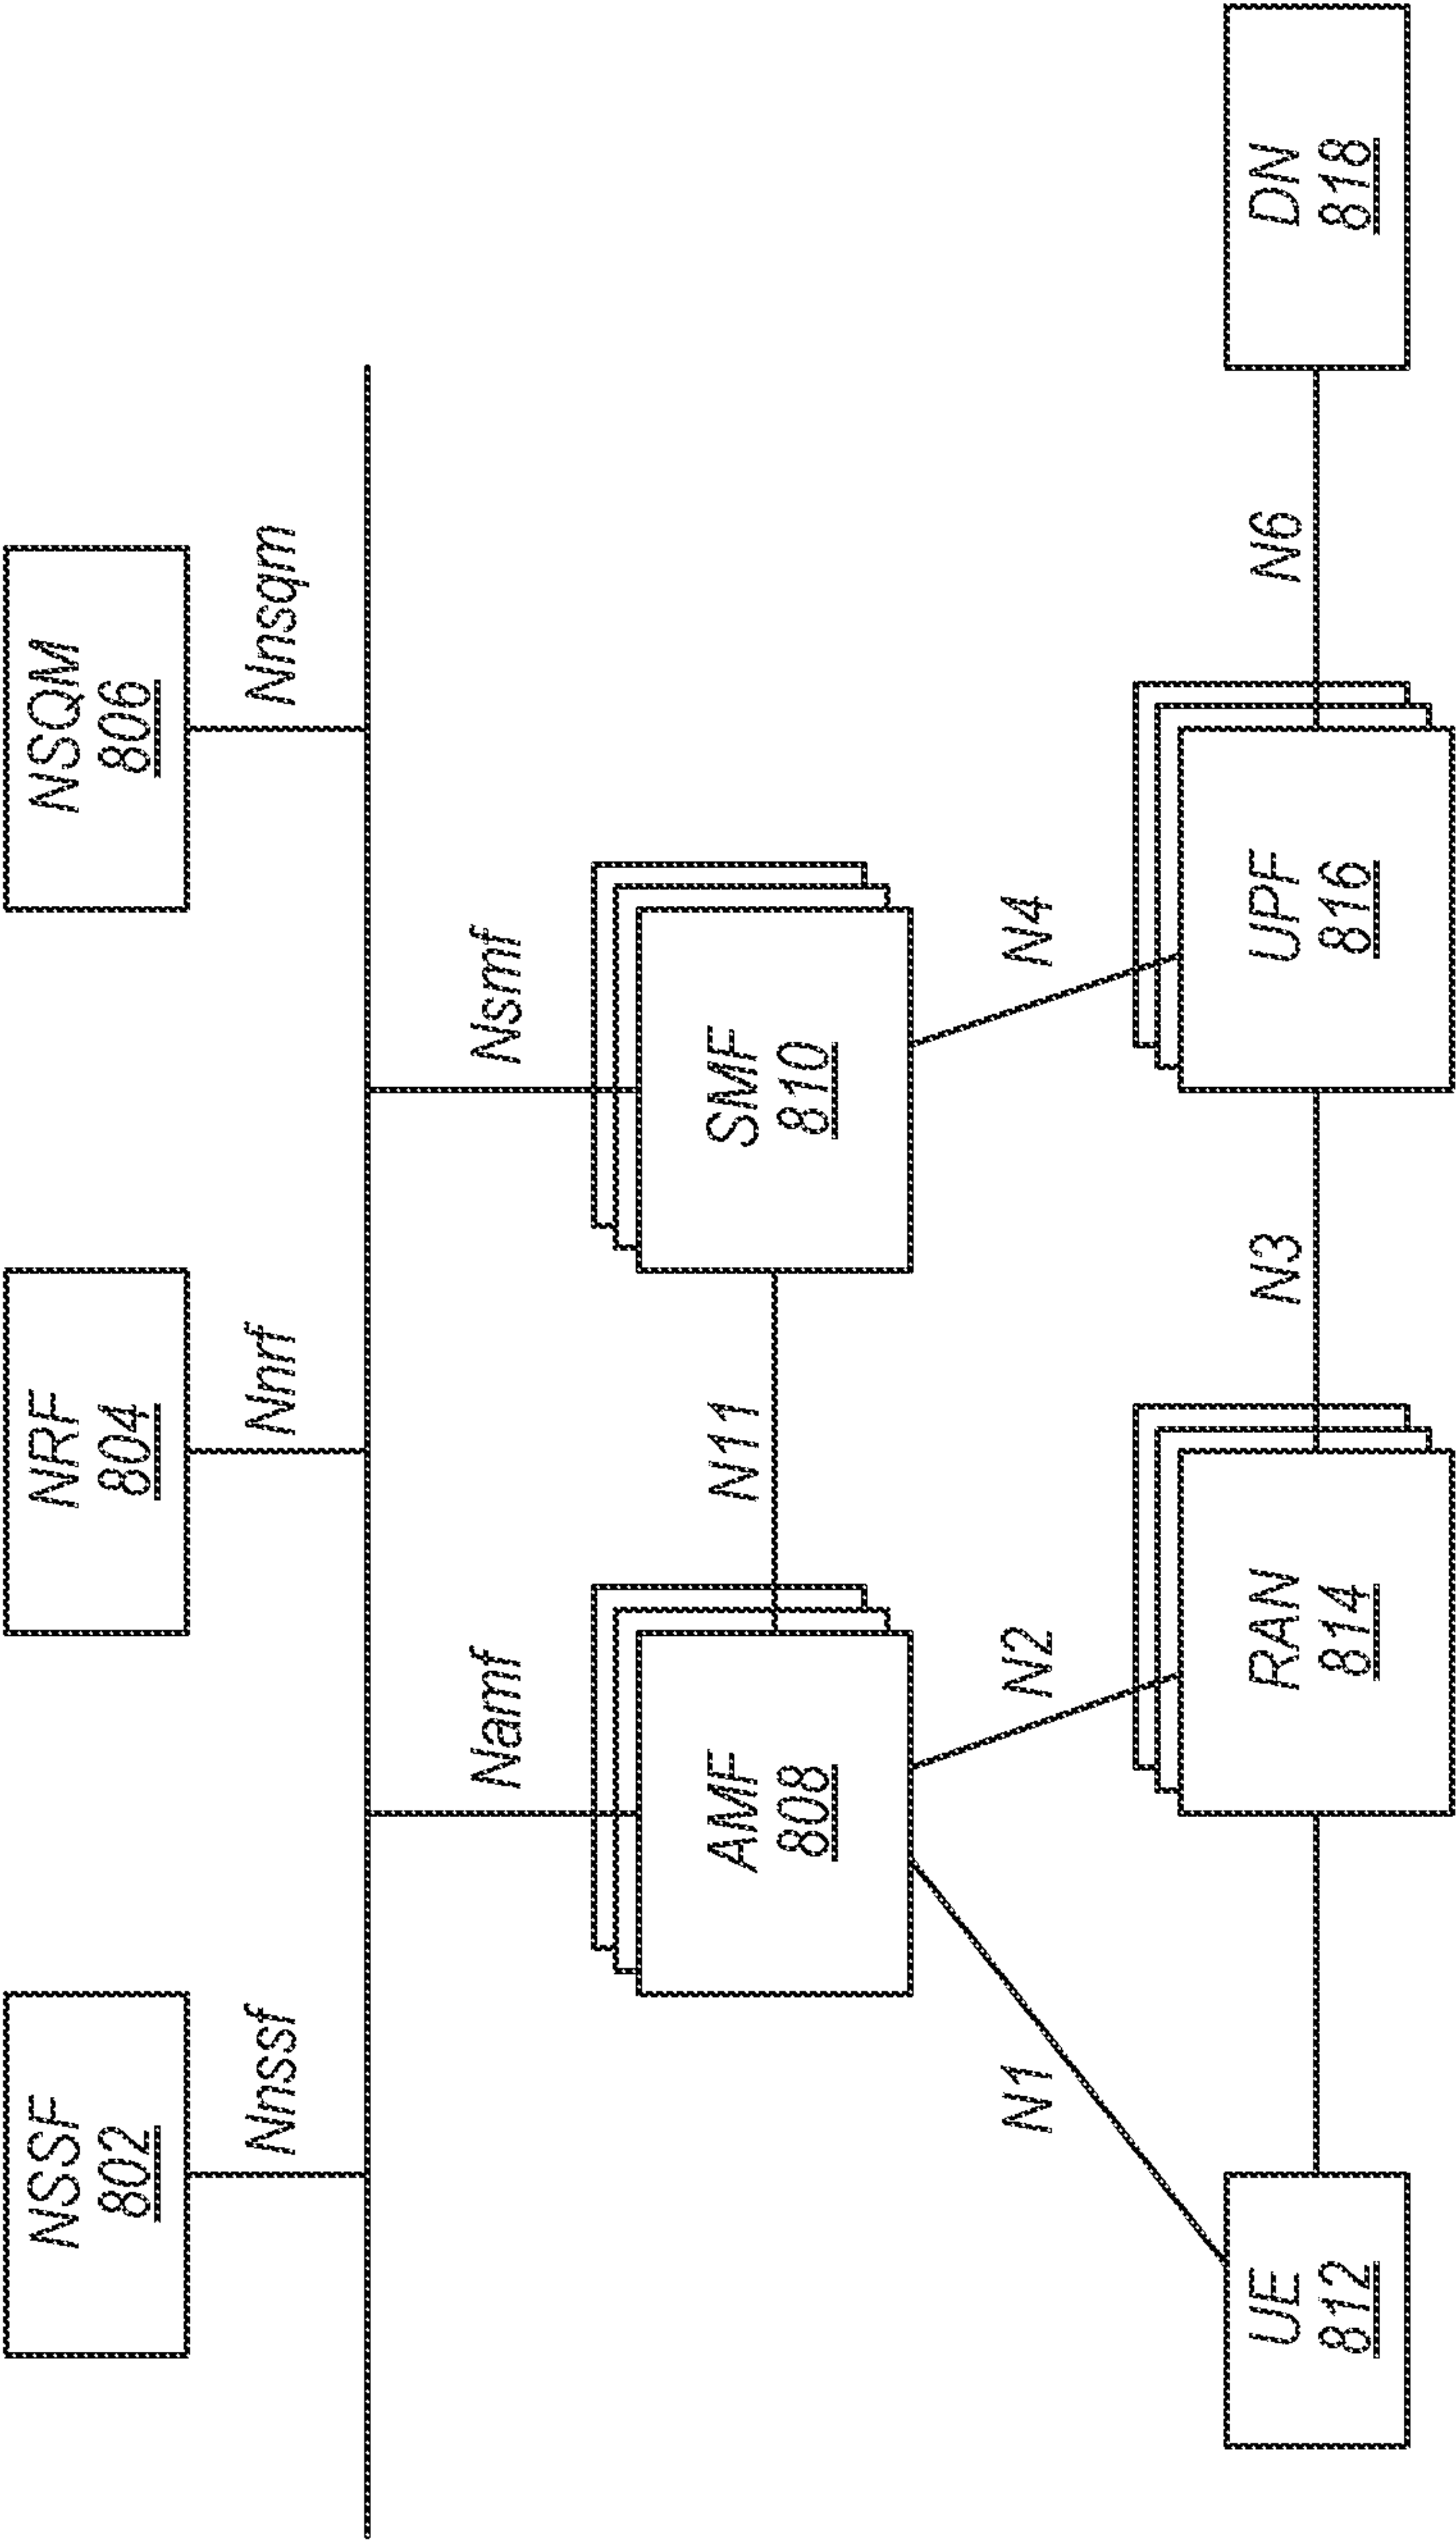 NSSF
802
NRF
804
NSQM
806
Nnssf
Nnrf
Nnsqm
Namf
Nsmf
AMF
808
N11
SMF
810
N1
N2
N4
UE
812
RAN
814
N3
UPF
816
N6
DN
818